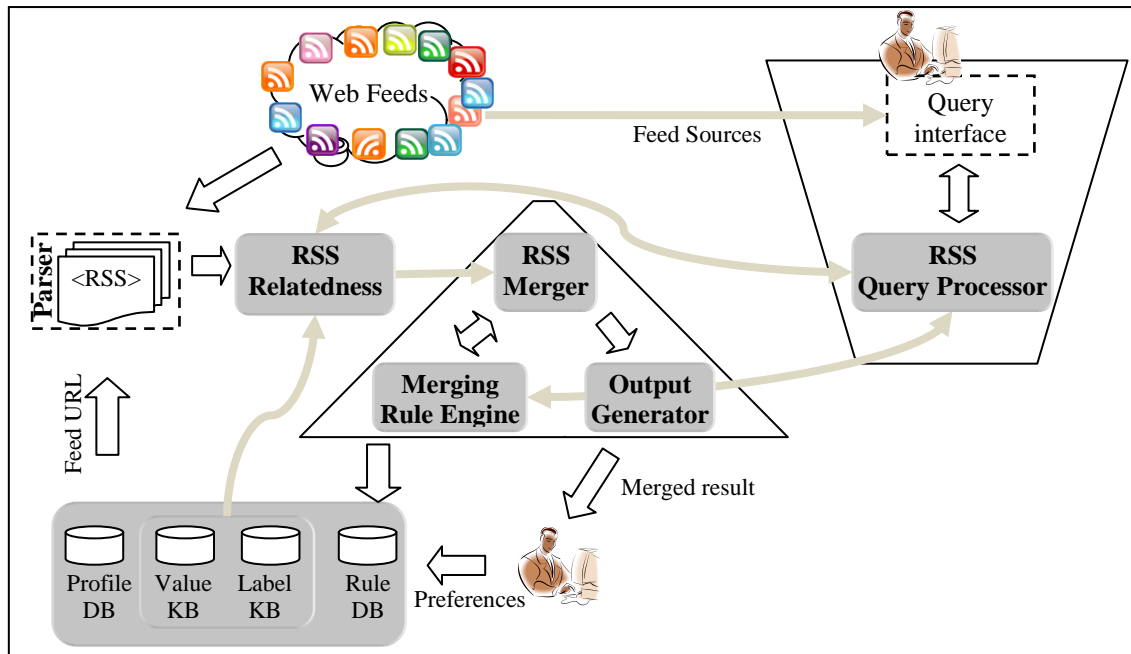 Web Feeds
Feed Sources
Query
interface
Parser
<RSS>
RSS
Relatedness
RSS
Merger
RSS
Query Processor
Merging
Rule Engine
Output
Generator
Feed URL
Merged result
Profile
DB
Value
KB
Label
KB
Rule
DB
Preferences